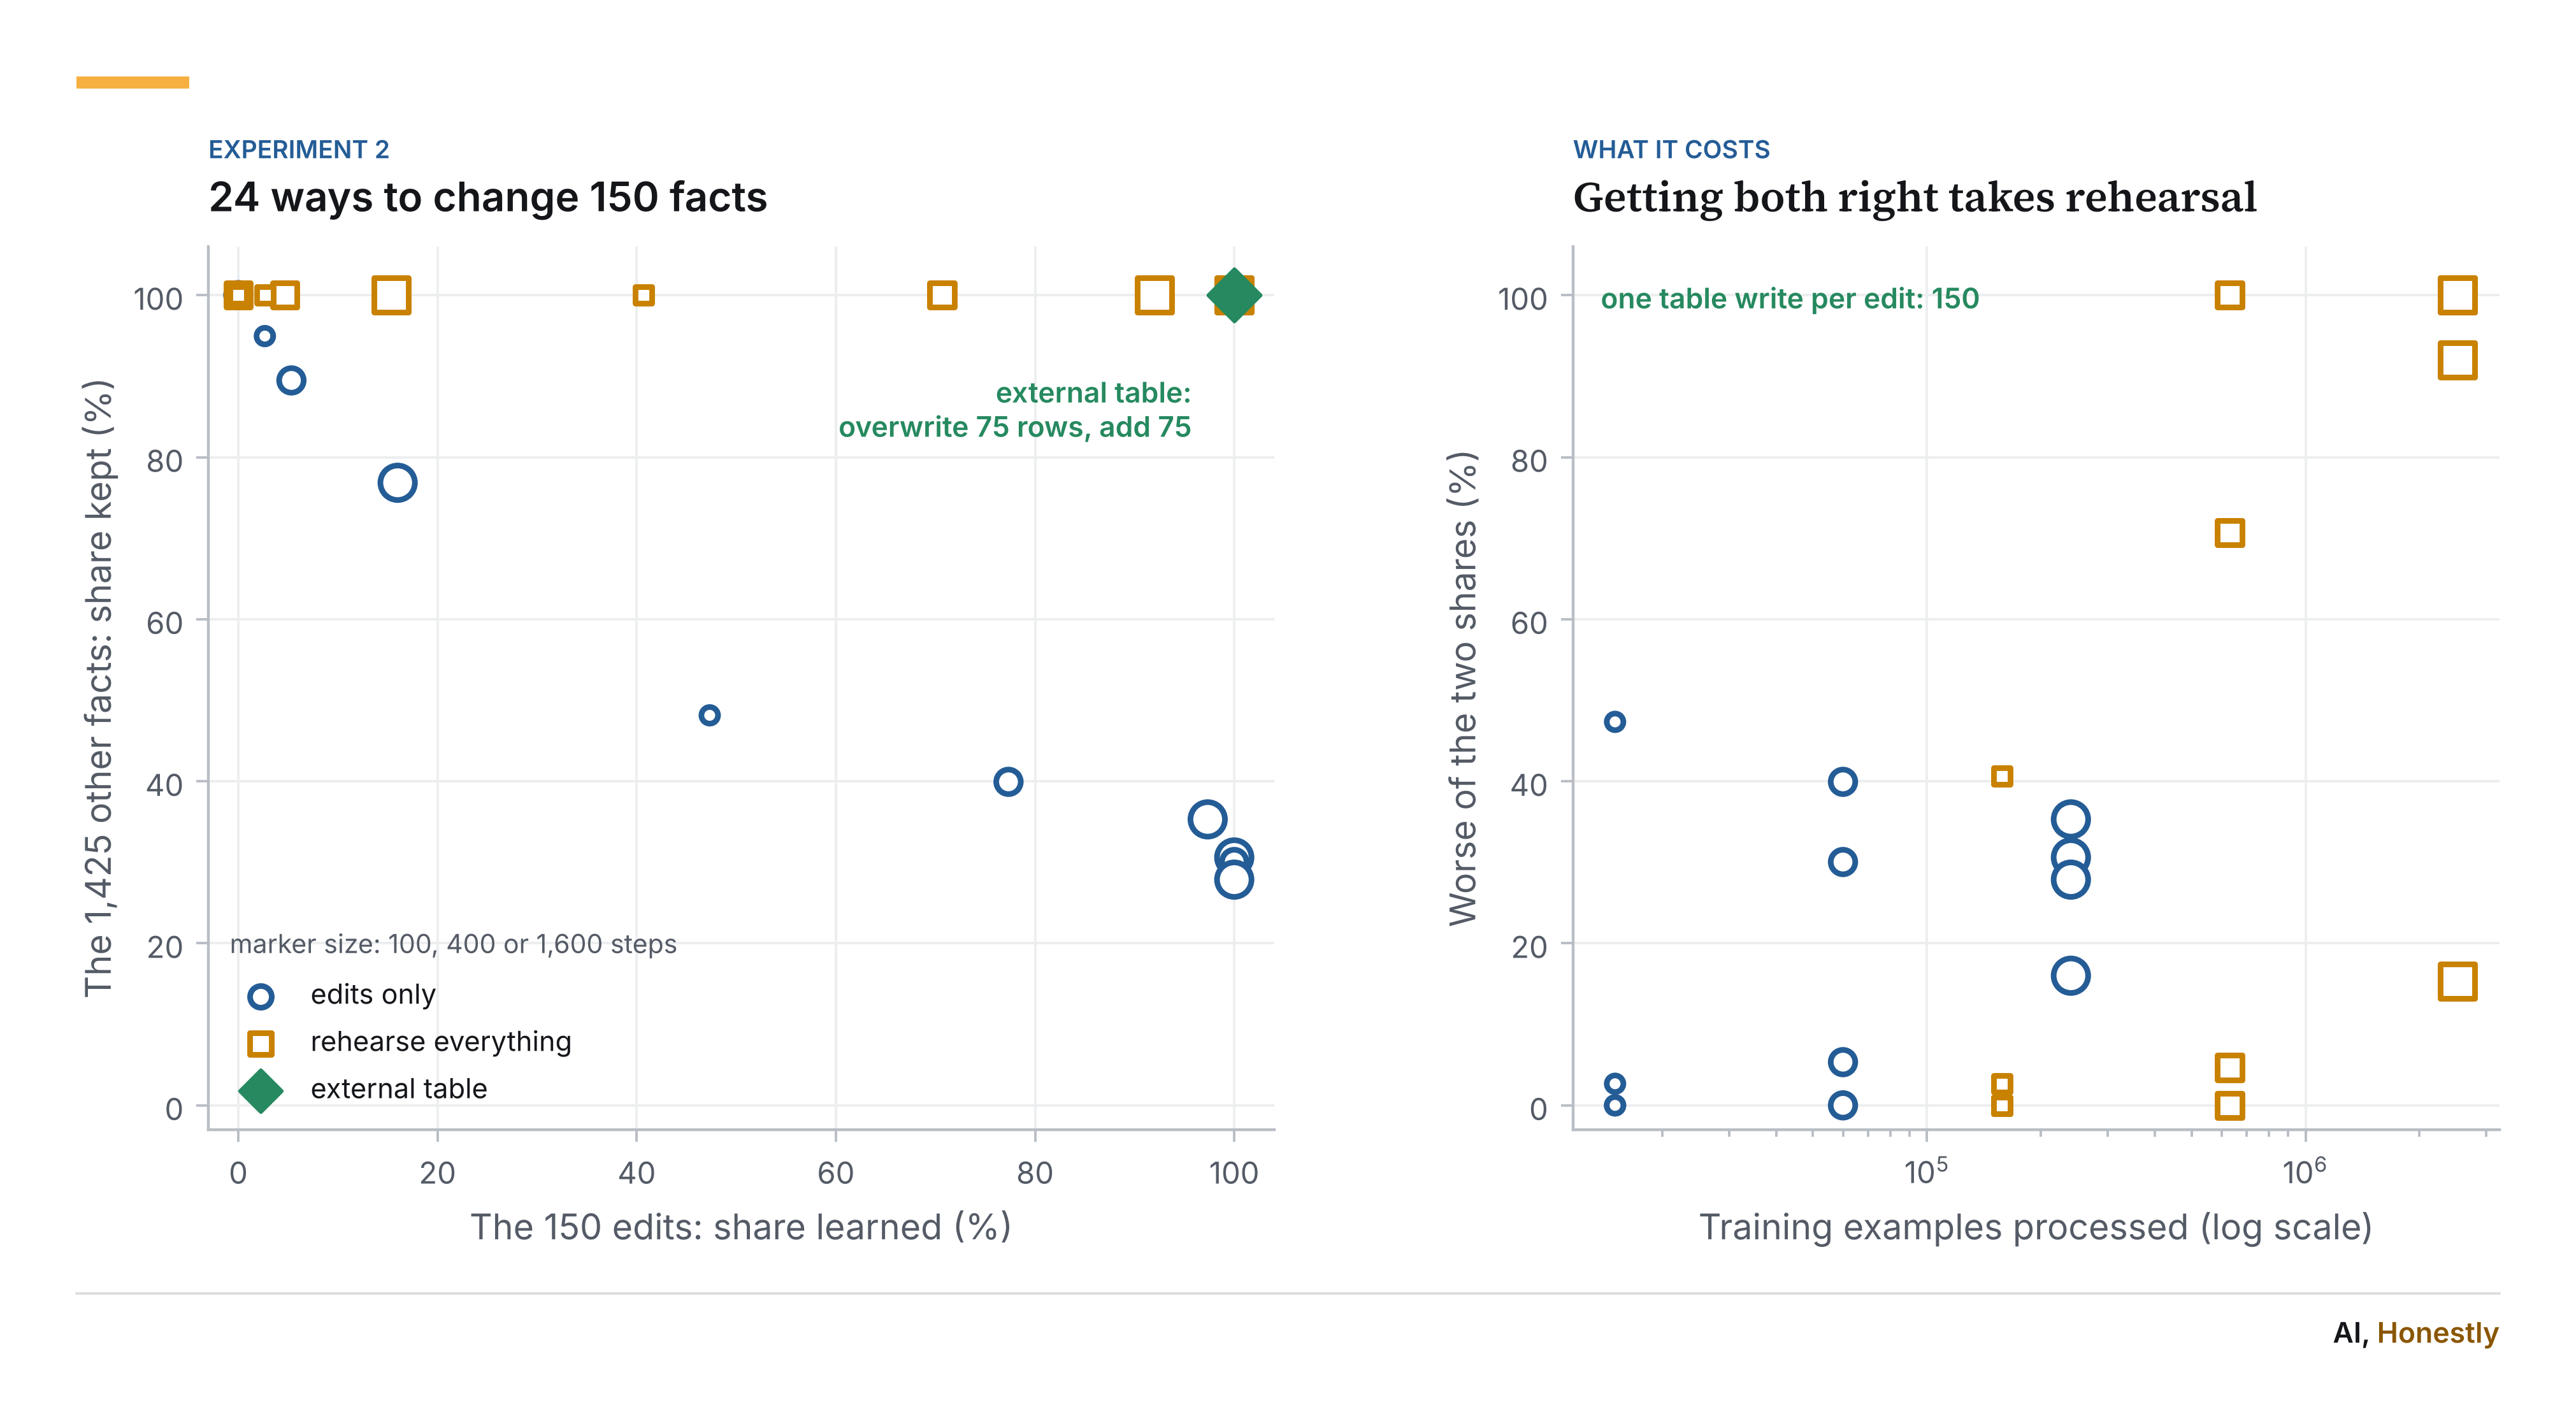 EXPERIMENT 2
24 ways to change 150 facts
The 1,425 other facts: share kept (%)
100
80
60
40
20
0
external table:
overwrite 75 rows, add 75
marker size: 100, 400 or 1,600 steps
edits only
rehearse everything
external table
0 20 40 60 80 100
The 150 edits: share learned (%)
WHAT IT COSTS
Getting both right takes rehearsal
Worse of the two shares (%)
100
80
60
40
20
0
one table write per edit: 150
10⁵ 10⁶
Training examples processed (log scale)
AI, Honestly